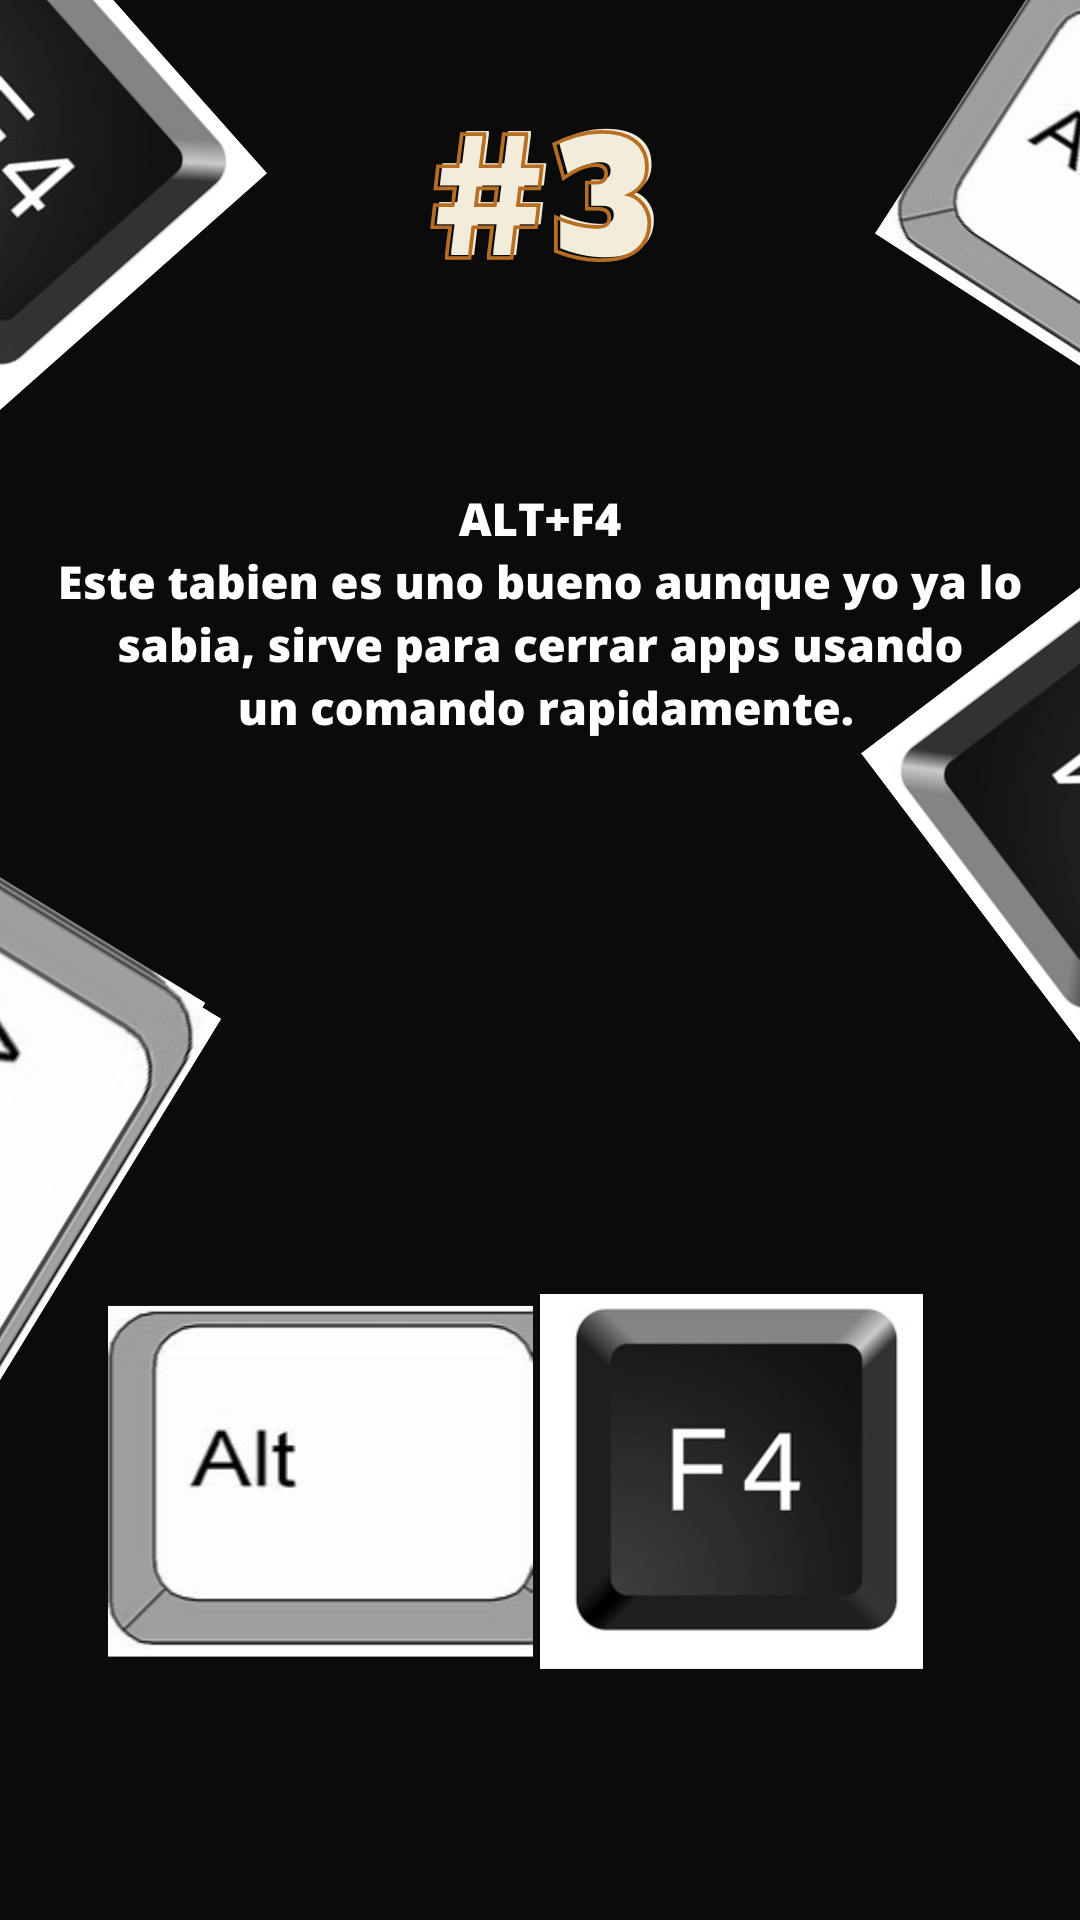 4
A
#3
ALT+F4
Este tabien es uno bueno aunque yo ya lo
sabia, sirve para cerrar apps usando
un comando rapidamente.
Alt
F4